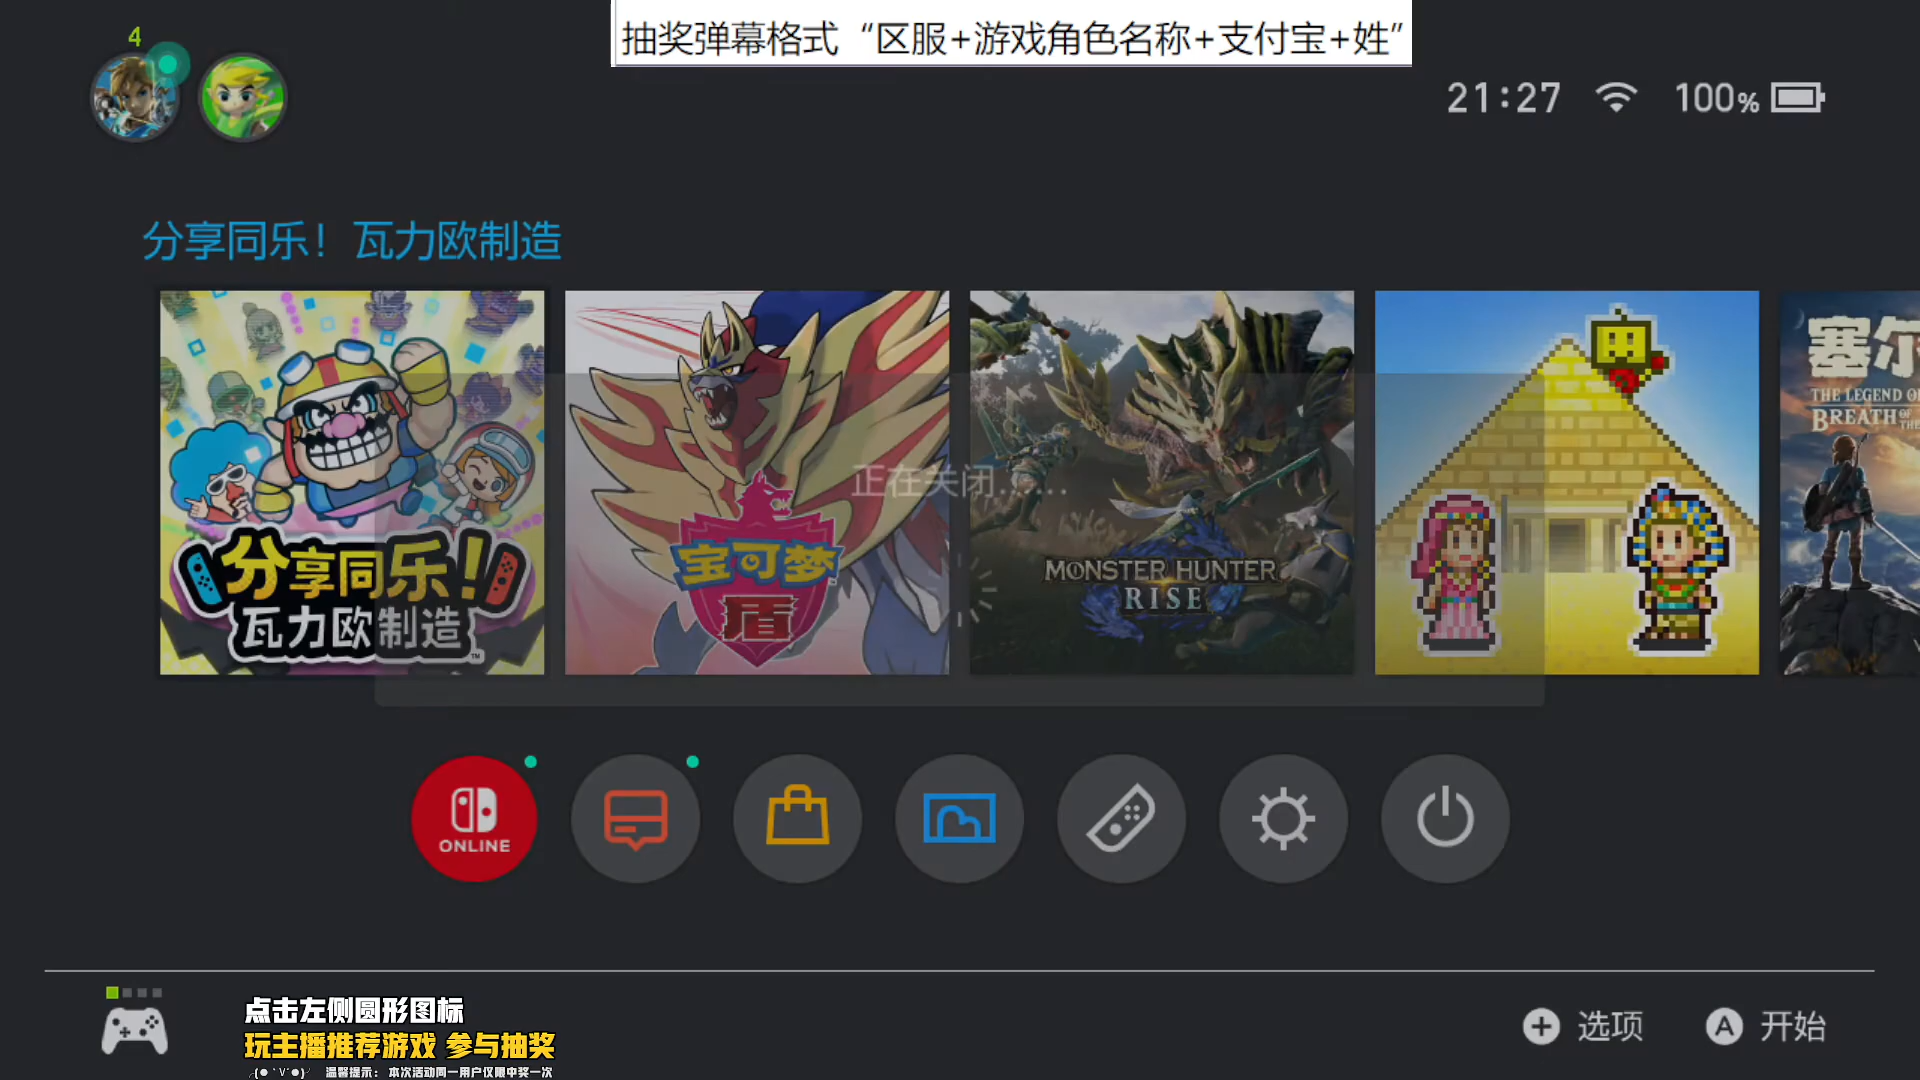 抽奖弹幕格式“区服+游戏角色名称+支付宝+姓”
4
21:27
100%
分享同乐！瓦力欧制造
分享同乐!
瓦力欧制造
TM
宝可梦
盾
正在关闭......
MONSTER HUNTER
RISE
塞尔
THE LEGEND O
BREATH OF THE
ONLINE
点击左侧圆形图标
玩主播推荐游戏 参与抽奖
温馨提示：本次活动同一用户仅限中奖一次
+ 选项
A 开始